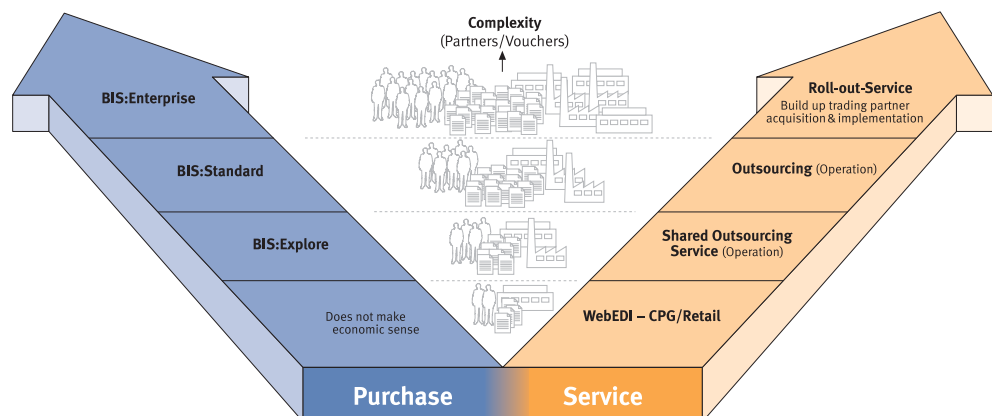 Complexity
(Partners/Vouchers)
BIS:Enterprise
BIS:Standard
BIS:Explore
Does not make
economic sense
Roll-out-Service
Build up trading partner
acquisition & implementation
Outsourcing (Operation)
Shared Outsourcing
Service (Operation)
WebEDI – CPG/Retail
Purchase
Service